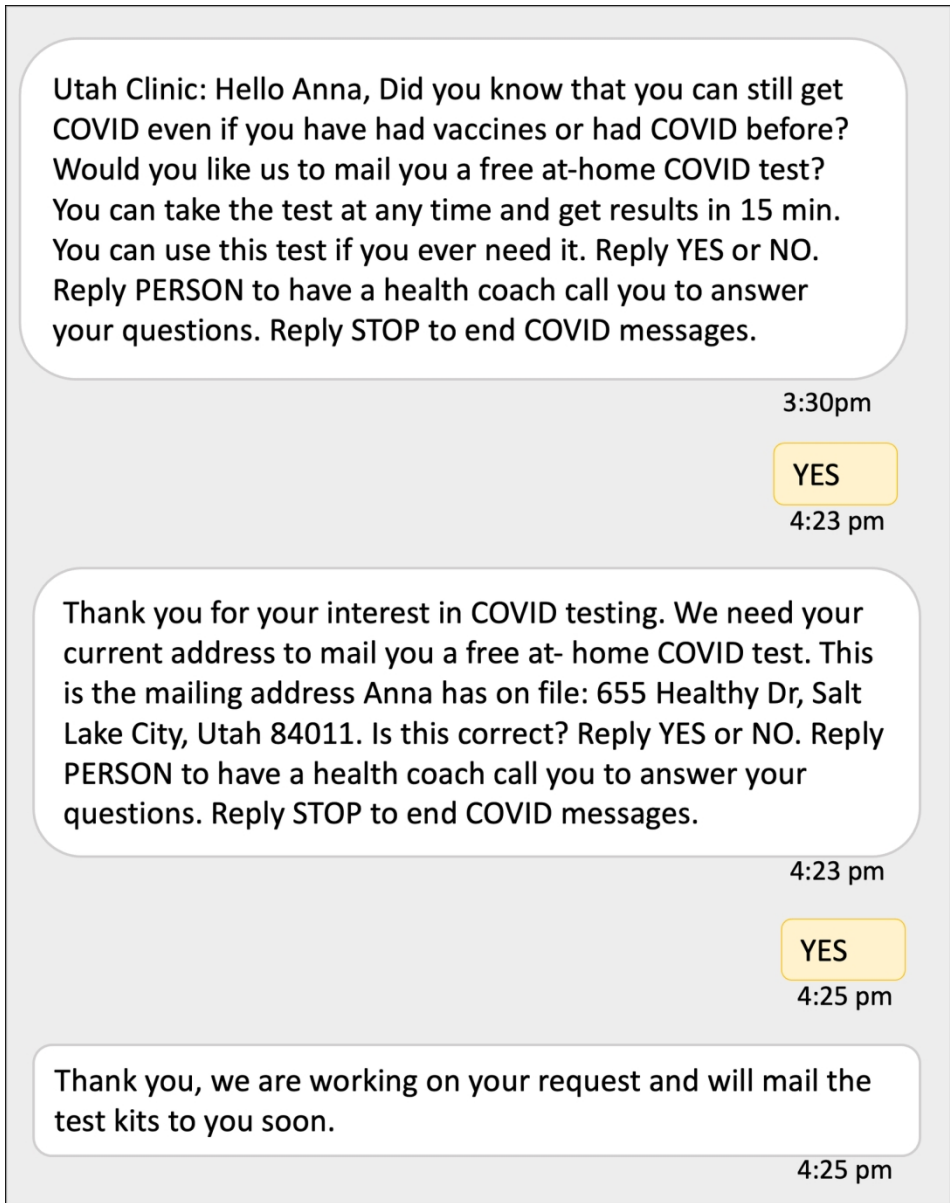 Utah Clinic: Hello Anna, Did you know that you can still get
COVID even if you have had vaccines or had COVID before?
Would you like us to mail you a free at-home COVID test?
You can take the test at any time and get results in 15 min.
You can use this test if you ever need it. Reply YES or NO.
Reply PERSON to have a health coach call you to answer
your questions. Reply STOP to end COVID messages.
3:30pm
YES
4:23 pm
Thank you for your interest in COVID testing. We need your
current address to mail you a free at- home COVID test. This
is the mailing address Anna has on file: 655 Healthy Dr, Salt
Lake City, Utah 84011. Is this correct? Reply YES or NO. Reply
PERSON to have a health coach call you to answer your
questions. Reply STOP to end COVID messages.
4:23 pm
YES
4:25 pm
Thank you, we are working on your request and will mail the
test kits to you soon.
4:25 pm